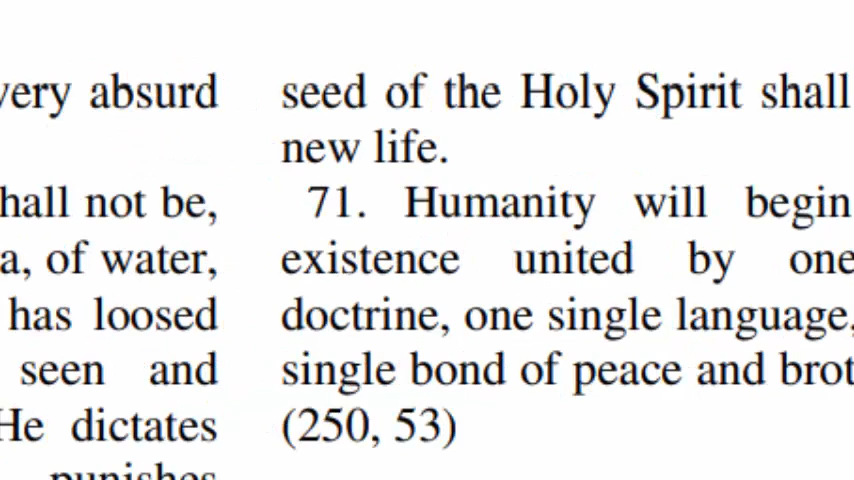 very absurd
hall not be,
a, of water,
has loosed
seen and
He dictates
punishes
seed of the Holy Spirit shall
new life.
71. Humanity will begin
existence united by one
doctrine, one single language,
single bond of peace and brot
(250, 53)